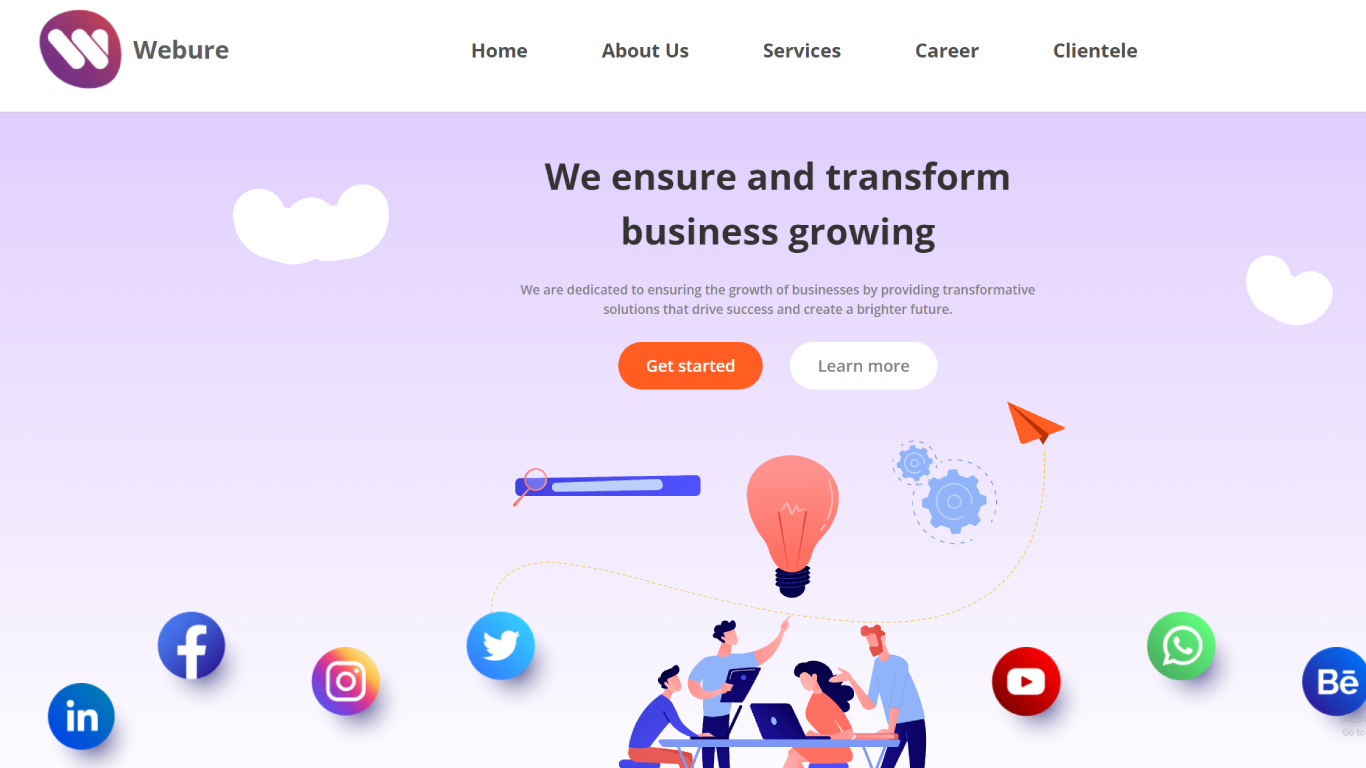 Webure
Home
About Us
Services
Career
Clientele
We ensure and transform
business growing
We are dedicated to ensuring the growth of businesses by providing transformative
solutions that drive success and create a brighter future.
Get started
Learn more
in
Bē
Go to